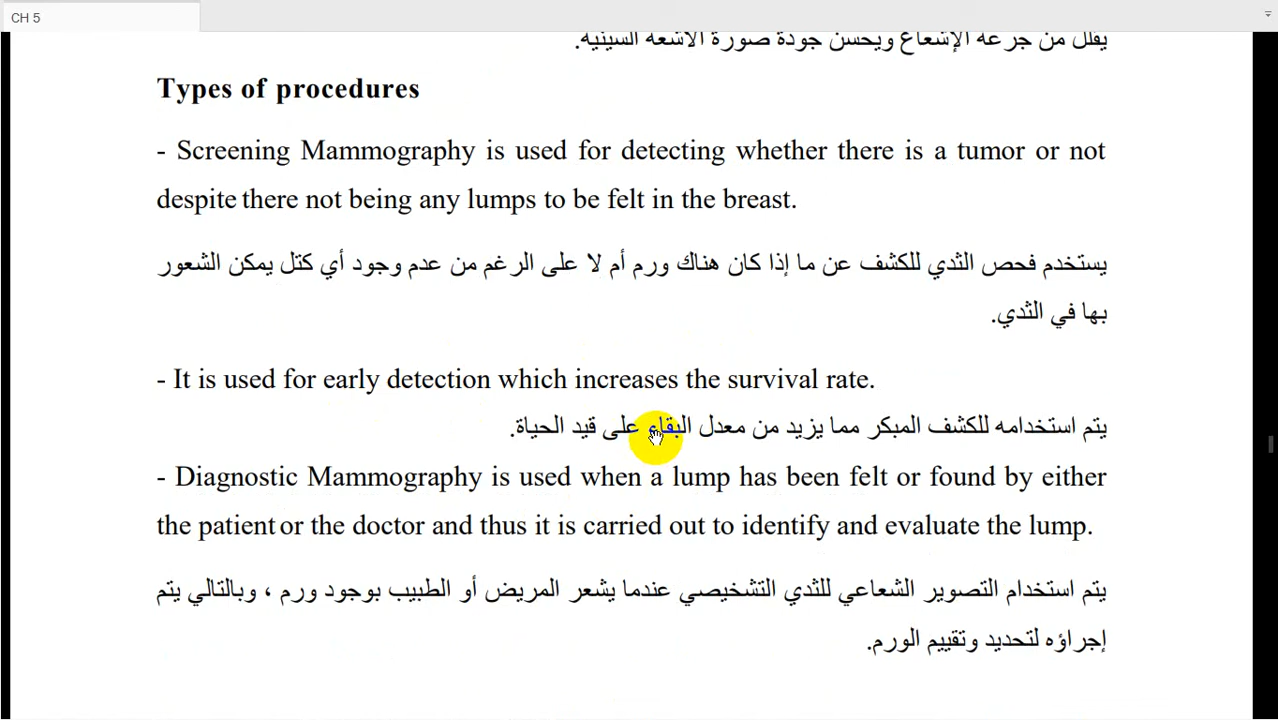 CH 5
يقلل من جرعة الإشعاع ويحسن جودة صورة الأشعة السينية.
Types of procedures
- Screening Mammography is used for detecting whether there is a tumor or not
despite there not being any lumps to be felt in the breast.
يستخدم فحص الثدي للكشف عن ما إذا كان هناك ورم أم لا على الرغم من عدم وجود أي كتل يمكن الشعور
بها في الثدي.
- It is used for early detection which increases the survival rate.
يتم استخدامه للكشف المبكر مما يزيد من معدل البقاء على قيد الحياة.
- Diagnostic Mammography is used when a lump has been felt or found by either
the patient or the doctor and thus it is carried out to identify and evaluate the lump.
يتم استخدام التصوير الشعاعي للثدي التشخيصي عندما يشعر المريض أو الطبيب بوجود ورم ، وبالتالي يتم
إجراؤه لتحديد وتقييم الورم.